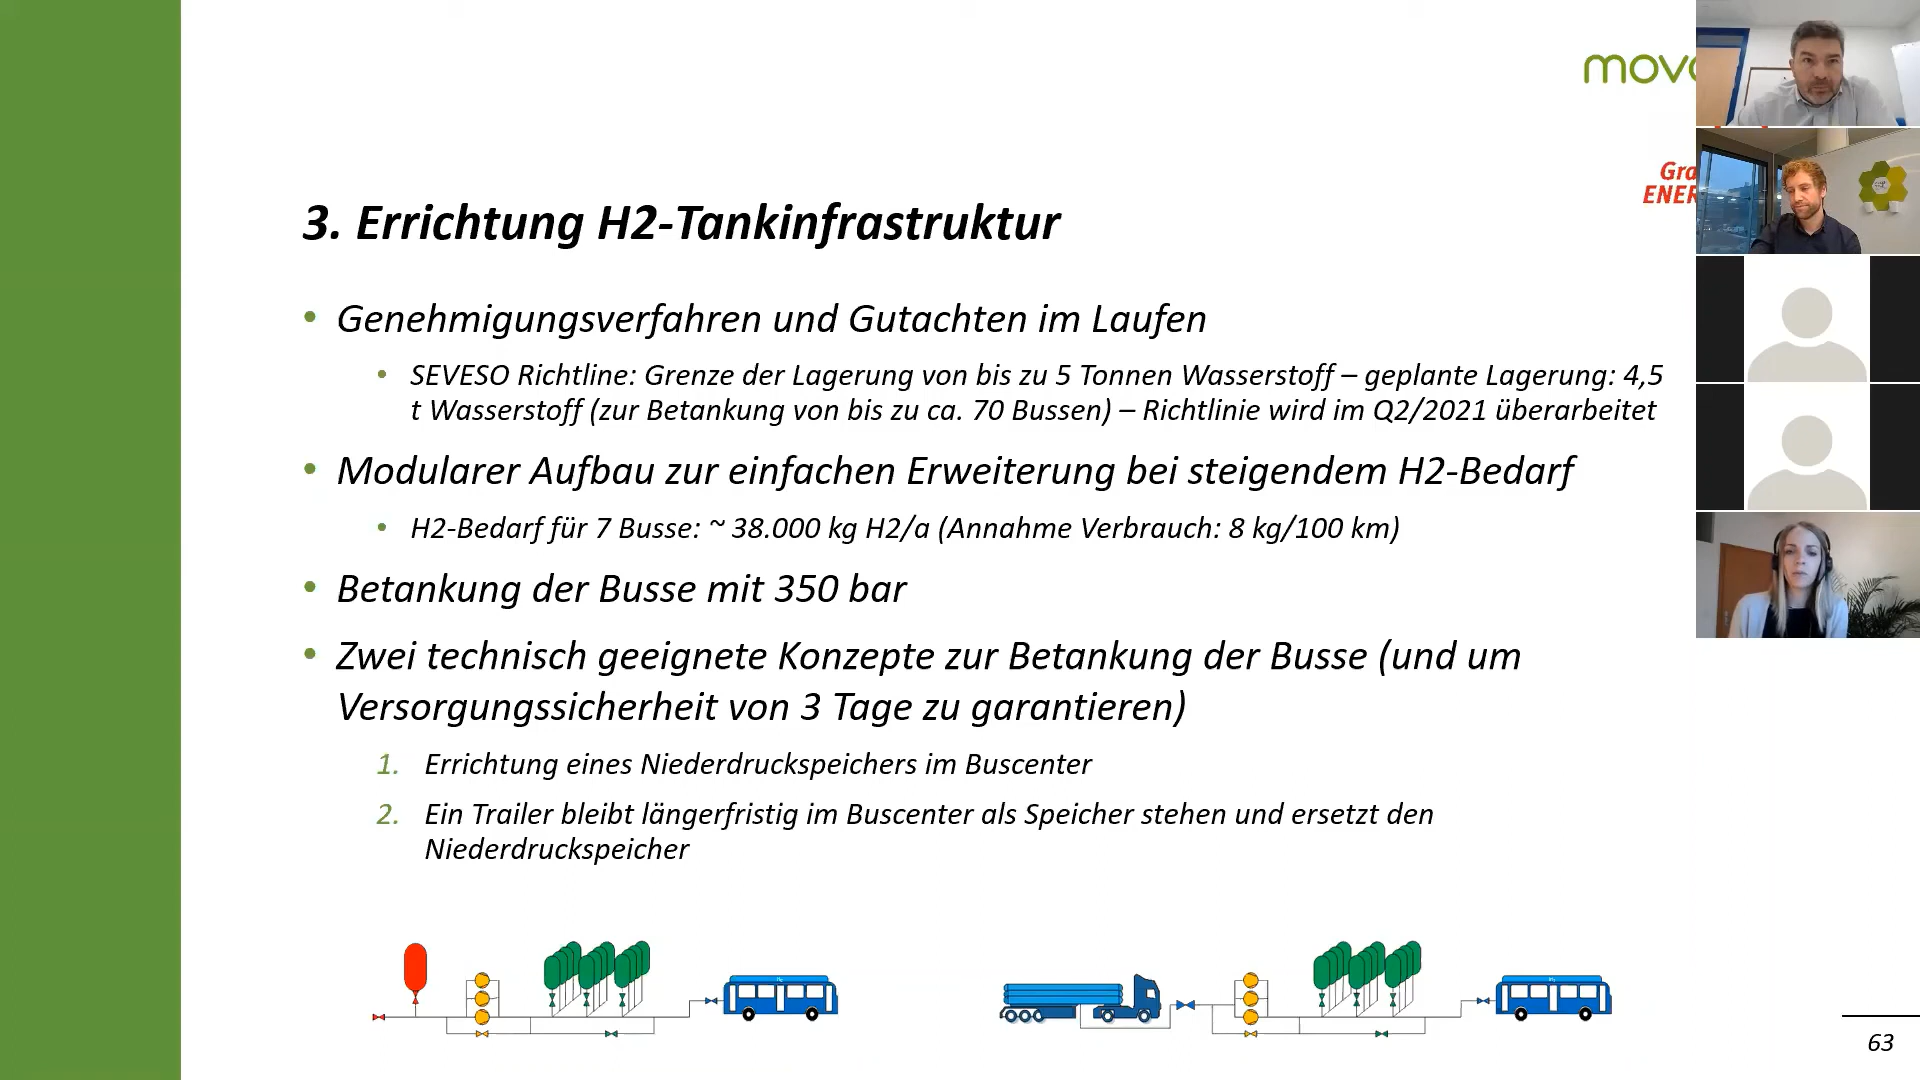 mov
Gra
ENER
3. Errichtung H2-Tankinfrastruktur
• Genehmigungsverfahren und Gutachten im Laufen
• SEVESO Richtline: Grenze der Lagerung von bis zu 5 Tonnen Wasserstoff – geplante Lagerung: 4,5
t Wasserstoff (zur Betankung von bis zu ca. 70 Bussen) – Richtlinie wird im Q2/2021 überarbeitet
• Modularer Aufbau zur einfachen Erweiterung bei steigendem H2-Bedarf
• H2-Bedarf für 7 Busse: ~ 38.000 kg H2/a (Annahme Verbrauch: 8 kg/100 km)
• Betankung der Busse mit 350 bar
• Zwei technisch geeignete Konzepte zur Betankung der Busse (und um
Versorgungssicherheit von 3 Tage zu garantieren)
1. Errichtung eines Niederdruckspeichers im Buscenter
2. Ein Trailer bleibt längerfristig im Buscenter als Speicher stehen und ersetzt den
Niederdruckspeicher
63